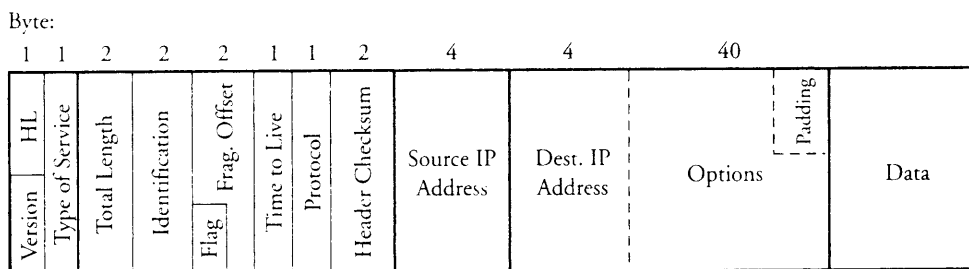 Byte:
1 1 2 2 2 1 1 2 4 4 40
Version
HL
Type of Service
Total Length
Identification
Flag
Frag. Offset
Time to Live
Protocol
Header Checksum
Source IP
Address
Dest. IP
Address
Options
Padding
Data